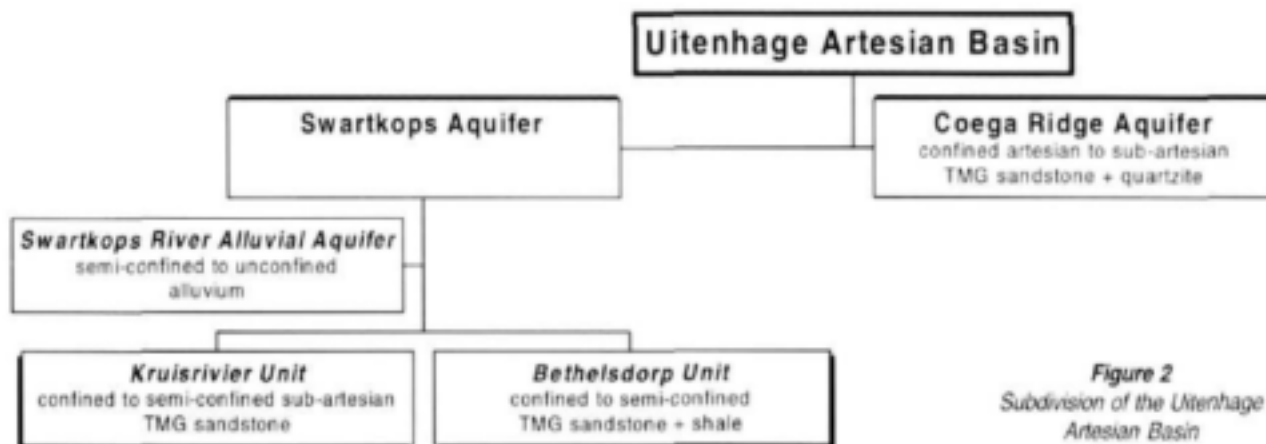 Uitenhage Artesian Basin
Swartkops Aquifer
Coega Ridge Aquifer
confined artesian to sub-artesian
TMG sandstone + quartzite
Swartkops River Alluvial Aquifer
semi-confined to unconfined
alluvium
Kruisrivier Unit
confined to semi-confined sub-artesian
TMG sandstone
Bethelsdorp Unit
confined to semi-confined
TMG sandstone + shale
Figure 2
Subdivision of the Uitenhage
Artesian Basin